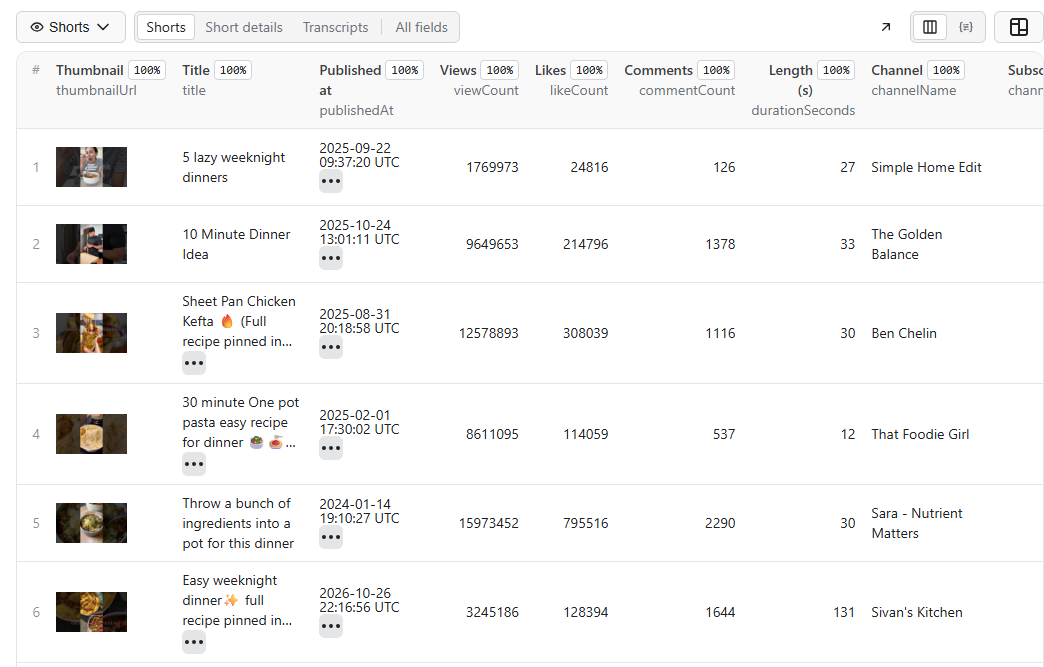 Shorts
Shorts Short details Transcripts All fields
# Thumbnail 100% Title 100% Published 100% Views 100% Likes 100% Comments 100% Length 100% Channel 100% Subsc
at (s)
thumbnailUrl title publishedAt viewCount likeCount commentCount durationSeconds channelName chann
1 5 lazy weeknight dinners 2025-09-22 09:37:20 UTC 1769973 24816 126 27 Simple Home Edit
2 10 Minute Dinner Idea 2025-10-24 13:01:11 UTC 9649653 214796 1378 33 The Golden Balance
3 Sheet Pan Chicken Kefta 🔥 (Full recipe pinned in... 2025-08-31 20:18:58 UTC 12578893 308039 1116 30 Ben Chelin
4 30 minute One pot pasta easy recipe for dinner 🥗 🍝 ... 2025-02-01 17:30:02 UTC 8611095 114059 537 12 That Foodie Girl
5 Throw a bunch of ingredients into a pot for this dinner 2024-01-14 19:10:27 UTC 15973452 795516 2290 30 Sara - Nutrient Matters
6 Easy weeknight dinner✨ full recipe pinned in... 2026-10-26 22:16:56 UTC 3245186 128394 1644 131 Sivan's Kitchen